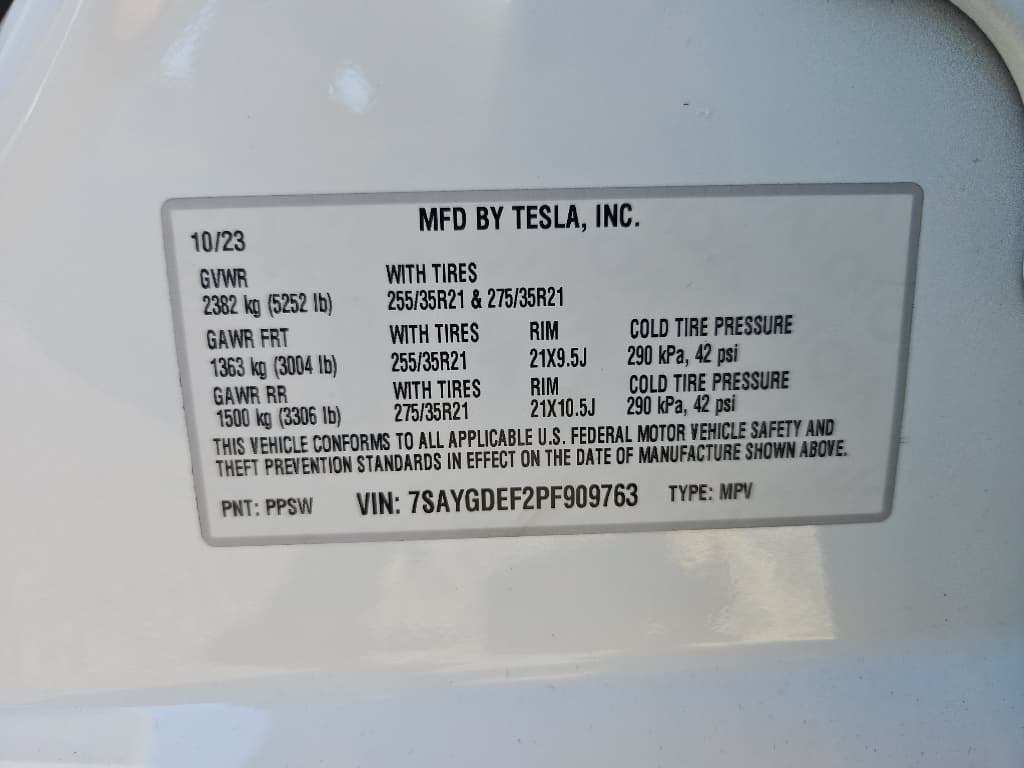 MFD BY TESLA, INC.
10/23
GVWR WITH TIRES
2382 kg (5252 lb) 255/35R21 & 275/35R21
GAWR FRT WITH TIRES RIM COLD TIRE PRESSURE
1363 kg (3004 lb) 255/35R21 21X9.5J 290 kPa, 42 psi
GAWR RR WITH TIRES RIM COLD TIRE PRESSURE
1500 kg (3306 lb) 275/35R21 21X10.5J 290 kPa, 42 psi
THIS VEHICLE CONFORMS TO ALL APPLICABLE U.S. FEDERAL MOTOR VEHICLE SAFETY AND
THEFT PREVENTION STANDARDS IN EFFECT ON THE DATE OF MANUFACTURE SHOWN ABOVE.
PNT: PPSW VIN: 7SAYGDEF2PF909763 TYPE: MPV